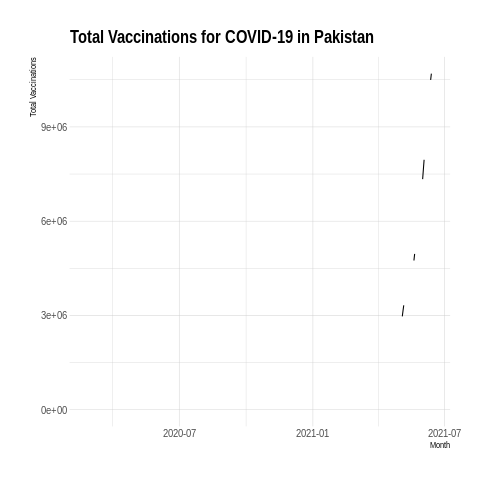 Total Vaccinations for COVID-19 in Pakistan
Total Vaccinations
9e+06
6e+06
3e+06
0e+00
2020-07
2021-01
2021-07
Month